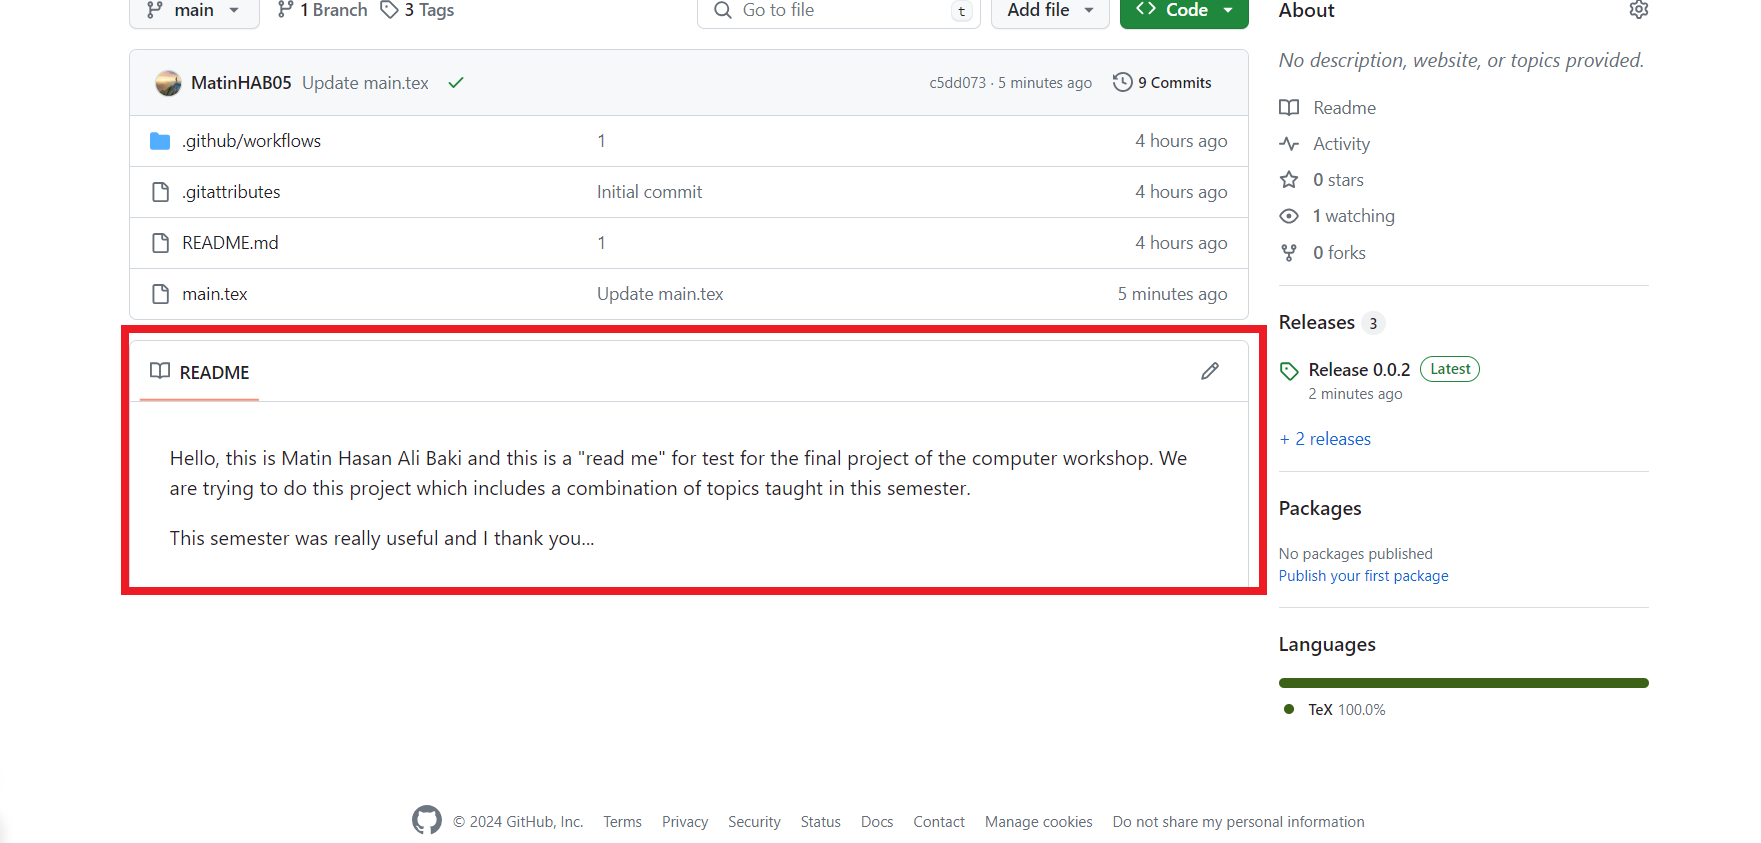 main
1 Branch
3 Tags
Go to file
t
Add file
Code
MatinHAB05 Update main.tex
c5dd073 · 5 minutes ago
9 Commits
.github/workflows
1
4 hours ago
.gitattributes
Initial commit
4 hours ago
README.md
1
4 hours ago
main.tex
Update main.tex
5 minutes ago
README
Hello, this is Matin Hasan Ali Baki and this is a "read me" for test for the final project of the computer workshop. We
are trying to do this project which includes a combination of topics taught in this semester.
This semester was really useful and I thank you...
About
No description, website, or topics provided.
Readme
Activity
0 stars
1 watching
0 forks
Releases 3
Release 0.0.2 Latest
2 minutes ago
+ 2 releases
Packages
No packages published
Publish your first package
Languages
TeX 100.0%
© 2024 GitHub, Inc. Terms Privacy Security Status Docs Contact Manage cookies Do not share my personal information